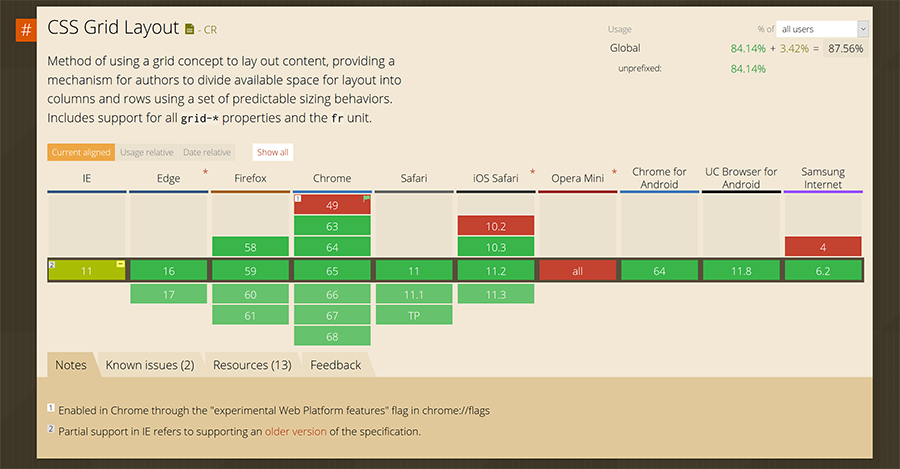 #
CSS Grid Layout - CR
Usage % of all users
Global 84.14% + 3.42% = 87.56%
unprefixed: 84.14%
Method of using a grid concept to lay out content, providing a
mechanism for authors to divide available space for layout into
columns and rows using a set of predictable sizing behaviors.
Includes support for all grid-* properties and the fr unit.
Current aligned Usage relative Date relative Show all
IE Edge * Firefox Chrome Safari iOS Safari * Opera Mini * Chrome for Android UC Browser for Android Samsung Internet
1 49
63 10.2
58 64 10.3 4
2 11 16 59 65 11 11.2 all 64 11.8 6.2
17 60 66 11.1 11.3
61 67 TP
68
Notes Known issues (2) Resources (13) Feedback
1 Enabled in Chrome through the "experimental Web Platform features" flag in chrome://flags
2 Partial support in IE refers to supporting an older version of the specification.